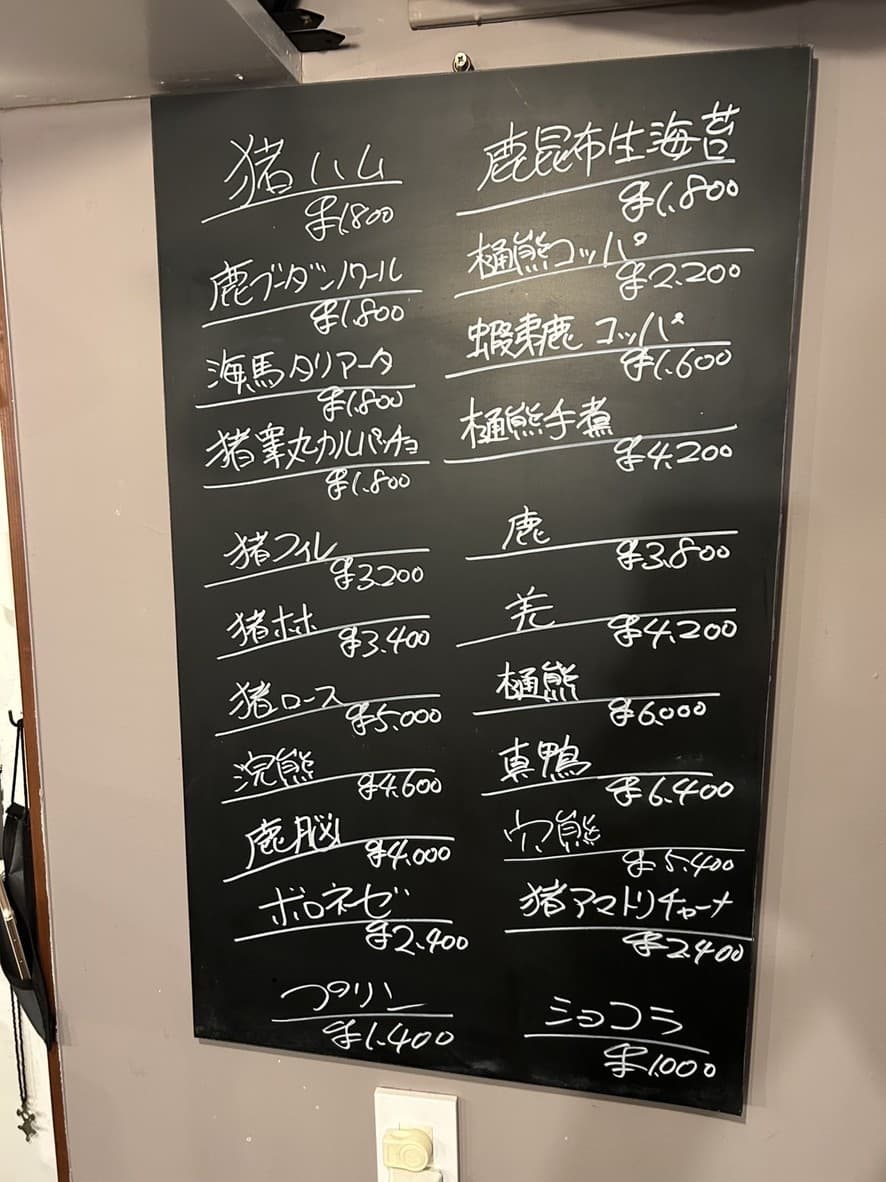 猪ハム
¥1.800
鹿ブーダンノワール
¥1.800
海馬タリアータ
¥1.800
猪睾丸カルパッチョ
¥1.800
猪フィレ
¥3200
猪ホホ
¥3.400
猪ロース
¥5.000
浣熊
¥4.600
鹿脳
¥4.000
ボロネーゼ
¥2.400
プリン
¥1.400
鹿昆布生海苔
¥1.800
樋熊コッパ
¥2.200
蝦夷鹿コッパ
¥1.600
樋熊手煮
¥4.200
鹿
¥3.800
羌
¥4.200
樋熊
¥6.000
真鴨
¥6.400
穴熊
¥5.400
猪アマトリチャーナ
¥2.400
ショコラ
¥1.000